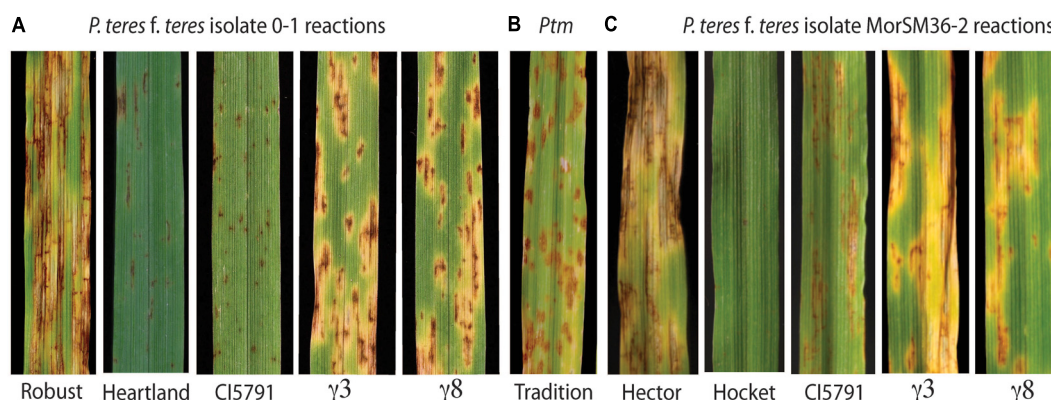 A P. teres f. teres isolate 0-1 reactions B Ptm C P. teres f. teres isolate MorSM36-2 reactions
Robust Heartland CI5791 γ3 γ8 Tradition Hector Hocket CI5791 γ3 γ8